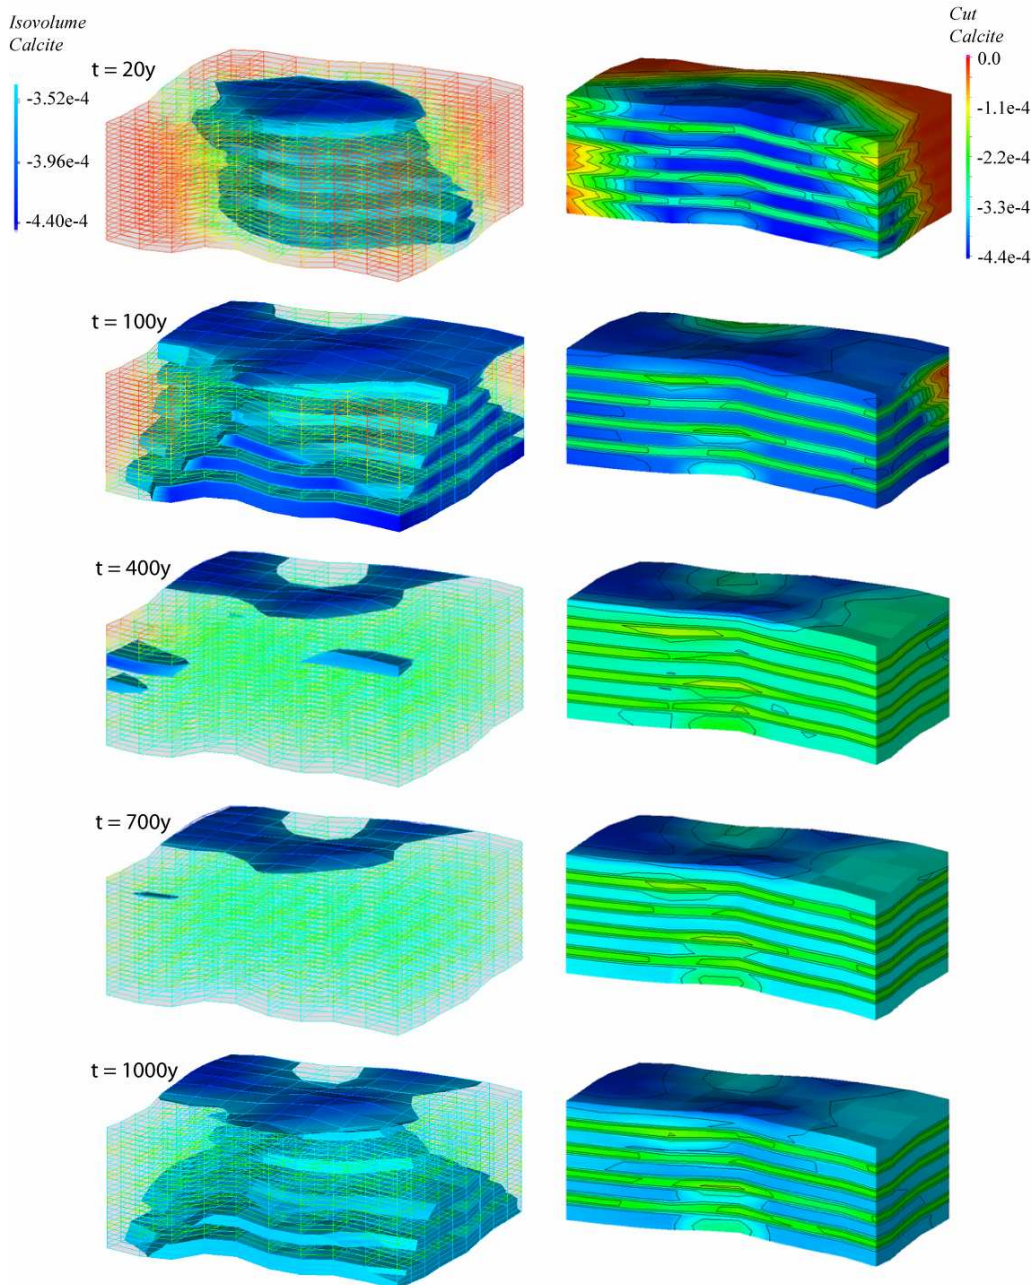 Isovolume
Calcite
-3.52e-4
-3.96e-4
-4.40e-4
t = 20y
Cut
Calcite
0.0
-1.1e-4
-2.2e-4
-3.3e-4
-4.4e-4
t = 100y
t = 400y
t = 700y
t = 1000y